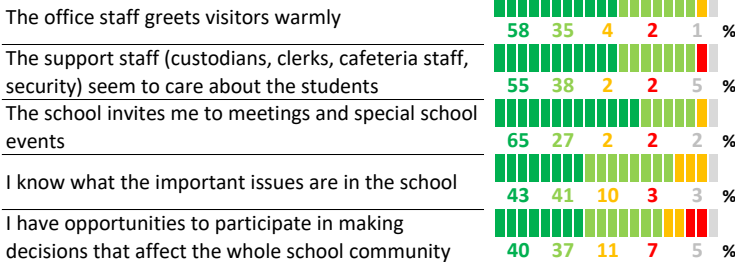 The office staff greets visitors warmly
58 35 4 2 1 %
The support staff (custodians, clerks, cafeteria staff,
security) seem to care about the students
55 38 2 2 5 %
The school invites me to meetings and special school
events
65 27 2 2 2 %
I know what the important issues are in the school
43 41 10 3 3 %
I have opportunities to participate in making
decisions that affect the whole school community
40 37 11 7 5 %